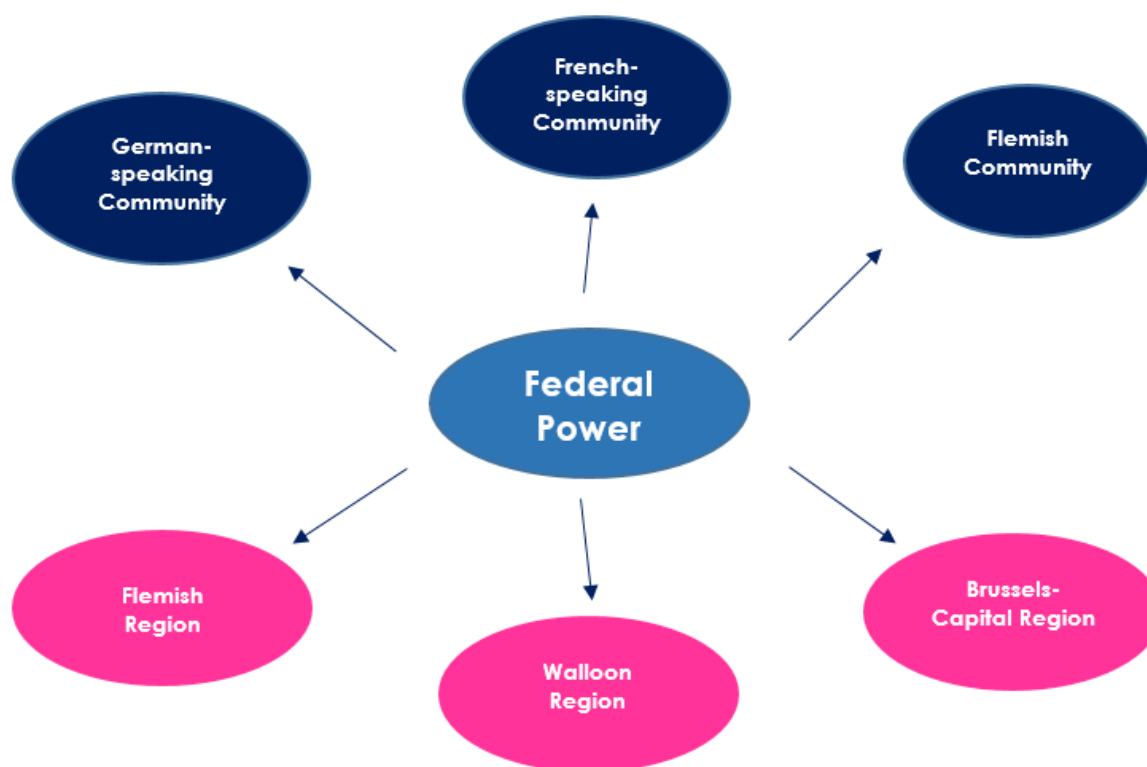 German-
speaking
Community
French-
speaking
Community
Flemish
Community
Federal
Power
Flemish
Region
Walloon
Region
Brussels-
Capital Region